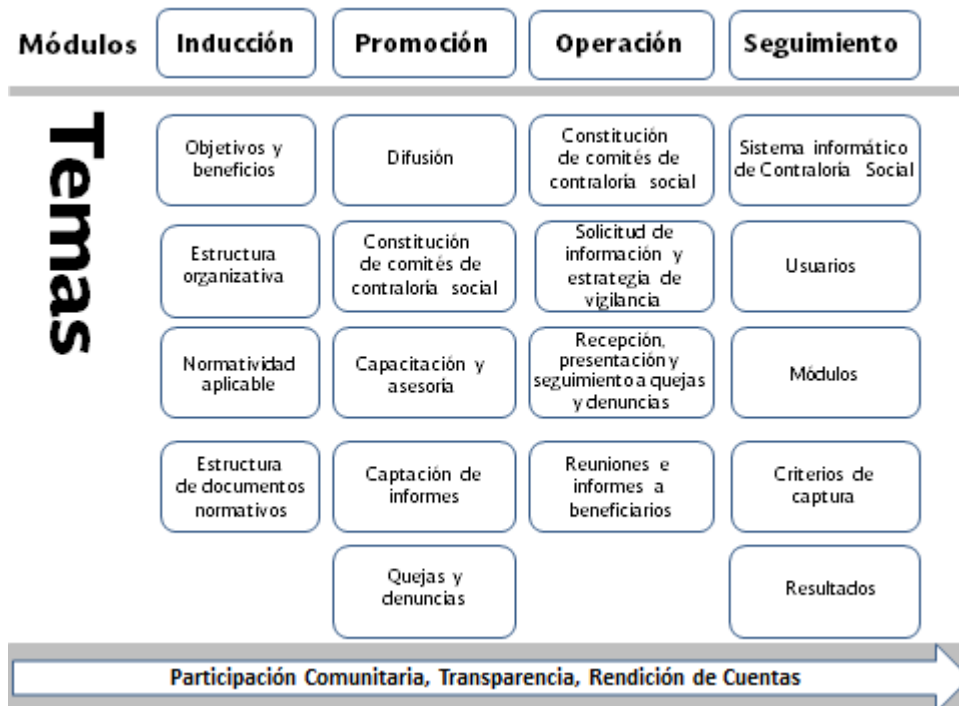 Módulos
Inducción
Promoción
Operación
Seguimiento
Temas
Objetivos y
beneficios
Difusión
Constitución
de comités de
contraloría social
Sistema informático
de Contraloría Social
Estructura
organizativa
Constitución
de comités de
contraloría social
Solicitud de
información y
estrategia de
vigilancia
Usuarios
Normatividad
aplicable
Capacitación y
asesoría
Recepción,
presentación y
seguimiento a quejas
y denuncias
Módulos
Estructura
de documentos
normativos
Captación de
informes
Reuniones e
informes a
beneficiarios
Criterios de
captura
Quejas y
denuncias
Resultados
Participación Comunitaria, Transparencia, Rendición de Cuentas